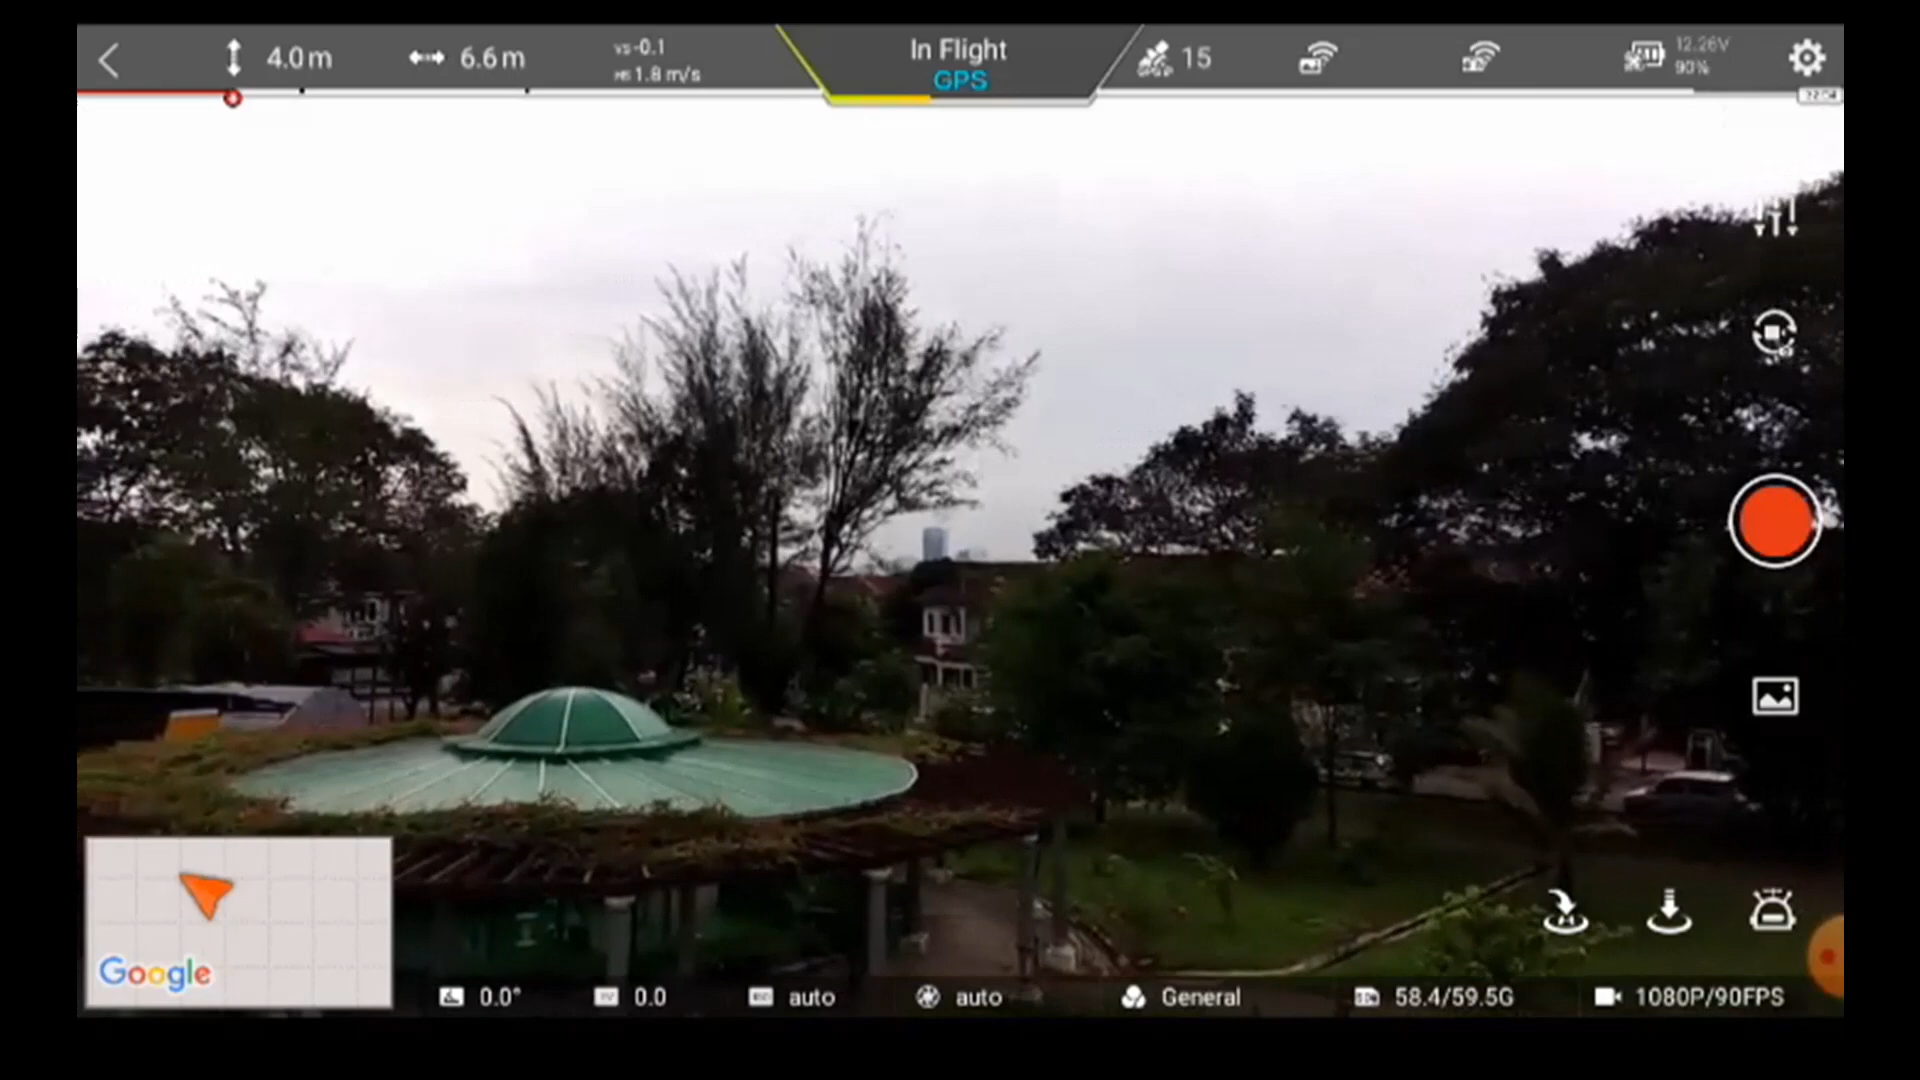 4.0m
6.6m
VS -0.1
HS 1.8 m/s
In Flight
GPS
15
12.26V
90%
Google
0.0°
0.0
auto
auto
General
58.4/59.5G
1080P/90FPS